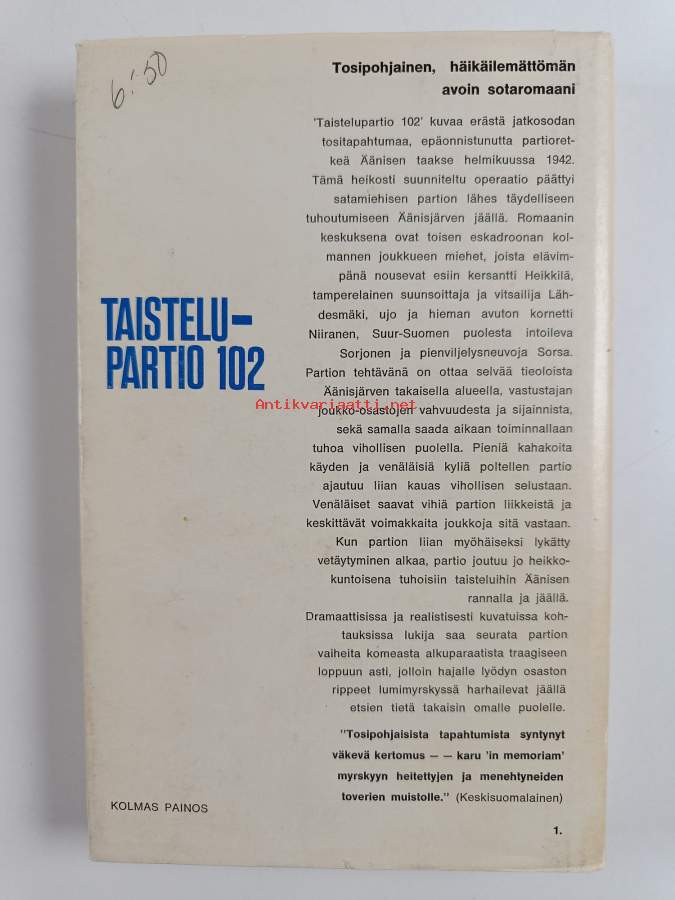 6:50
Tosipohjainen, häikäilemättömän
avoin sotaromaani
'Taistelupartio 102' kuvaa erästä jatkosodan
tositapahtumaa, epäonnistunutta partioret-
keä Äänisen taakse helmikuussa 1942.
Tämä heikosti suunniteltu operaatio päättyi
satamiehisen partion lähes täydelliseen
tuhoutumiseen Äänisjärven jäällä. Romaanin
keskuksena ovat toisen eskadroonan kol-
mannen joukkueen miehet, joista elävim-
pänä nousevat esiin kersantti Heikkilä,
tamperelainen suunsoittaja ja vitsailija Läh-
desmäki, ujo ja hieman avuton kornetti
Niiranen, Suur-Suomen puolesta intoileva
Sorjonen ja pienviljelysneuvoja Sorsa.
Partion tehtävänä on ottaa selvää tieoloista
Äänisjärven takaisella alueella, vastustajan
joukko-osastojen vahvuudesta ja sijainnista,
sekä samalla saada aikaan toiminnallaan
tuhoa vihollisen puolella. Pieniä kahakoita
käyden ja venäläisiä kyliä poltellen partio
ajautuu liian kauas vihollisen selustaan.
Venäläiset saavat vihiä partion liikkeistä ja
keskittävät voimakkaita joukkoja sitä vastaan.
Kun partion liian myöhäiseksi lykätty
vetäytyminen alkaa, partio joutuu jo heikko-
kuntoisena tuhoisiin taisteluihin Äänisen
rannalla ja jäällä.
Dramaattisissa ja realistisesti kuvatuissa koh-
tauksissa lukija saa seurata partion
vaiheita komeasta alkuparaatista traagiseen
loppuun asti, jolloin hajalle lyödyn osaston
rippeet lumimyrskyssä harhailevat jäällä
etsien tietä takaisin omalle puolelle.
"Tosipohjaisista tapahtumista syntynyt
väkevä kertomus — — karu 'in memoriam'
myrskyyn heitettyjen ja menehtyneiden
toverien muistolle." (Keskisuomalainen)
1.
TAISTELU-
PARTIO 102
Antikvariaatti.net
KOLMAS PAINOS